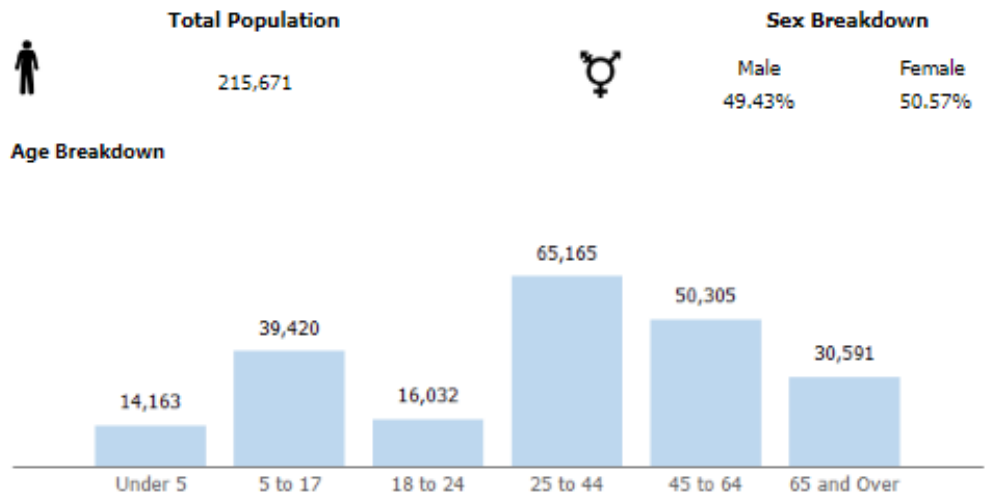 Total Population
Sex Breakdown
215,671
Male Female
49.43% 50.57%
Age Breakdown
14,163 39,420 16,032 65,165 50,305 30,591
Under 5 5 to 17 18 to 24 25 to 44 45 to 64 65 and Over